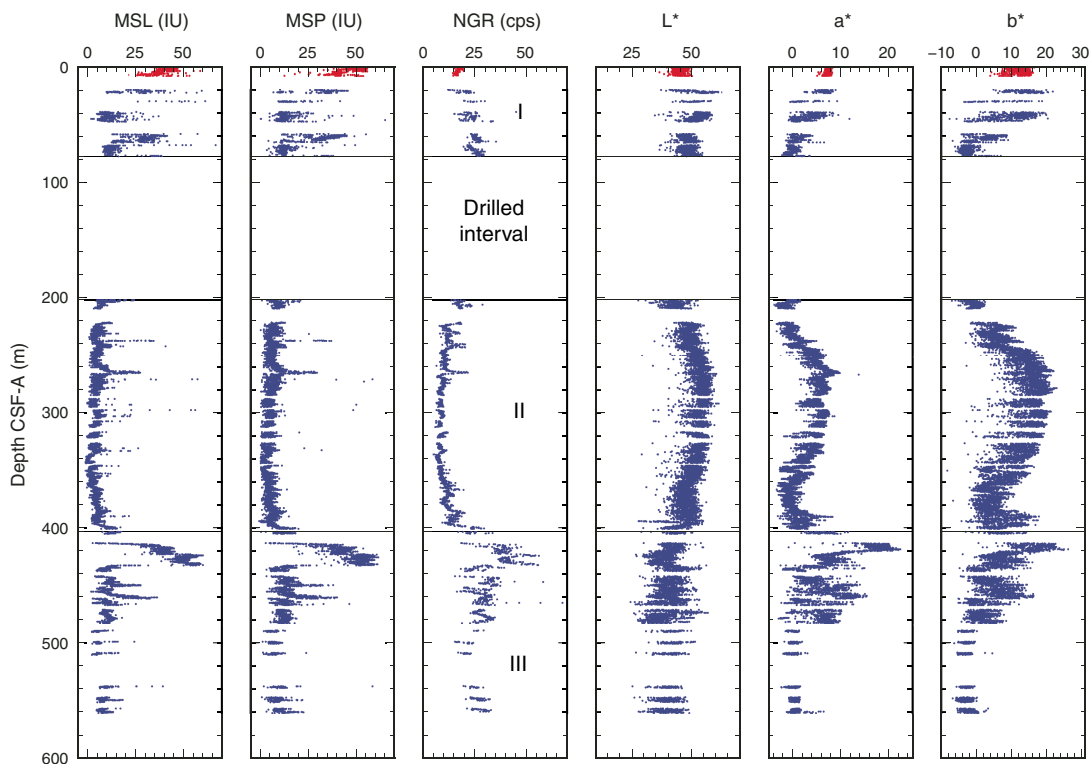 MSL (IU) MSP (IU) NGR (cps) L* a* b*
0 50 0 25 50 0 25 50 25 50 0 10 20 −10 0 10 20 30
0
I
100
Drilled
interval
200
II
300
400
500
III
600
Depth CSF-A (m)